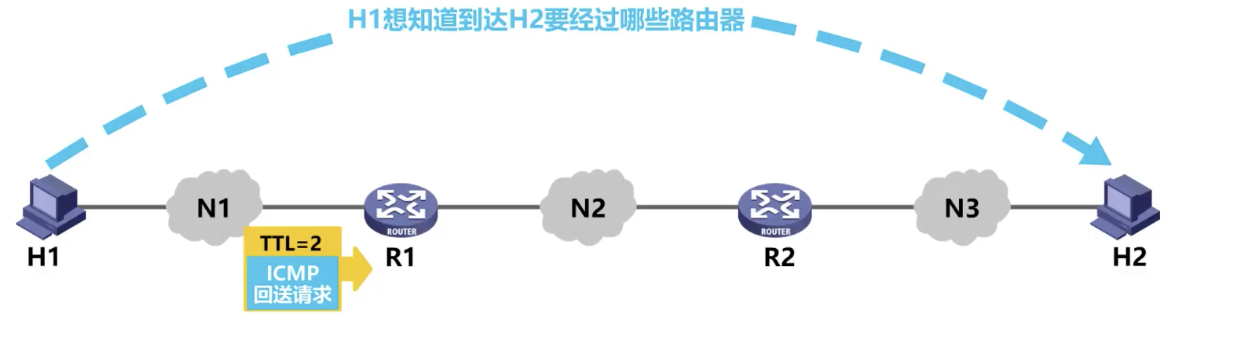 H1想知道到达H2要经过哪些路由器
N1
N2
N3
ROUTER
ROUTER
H1
TTL=2
R1
R2
H2
ICMP
回送请求